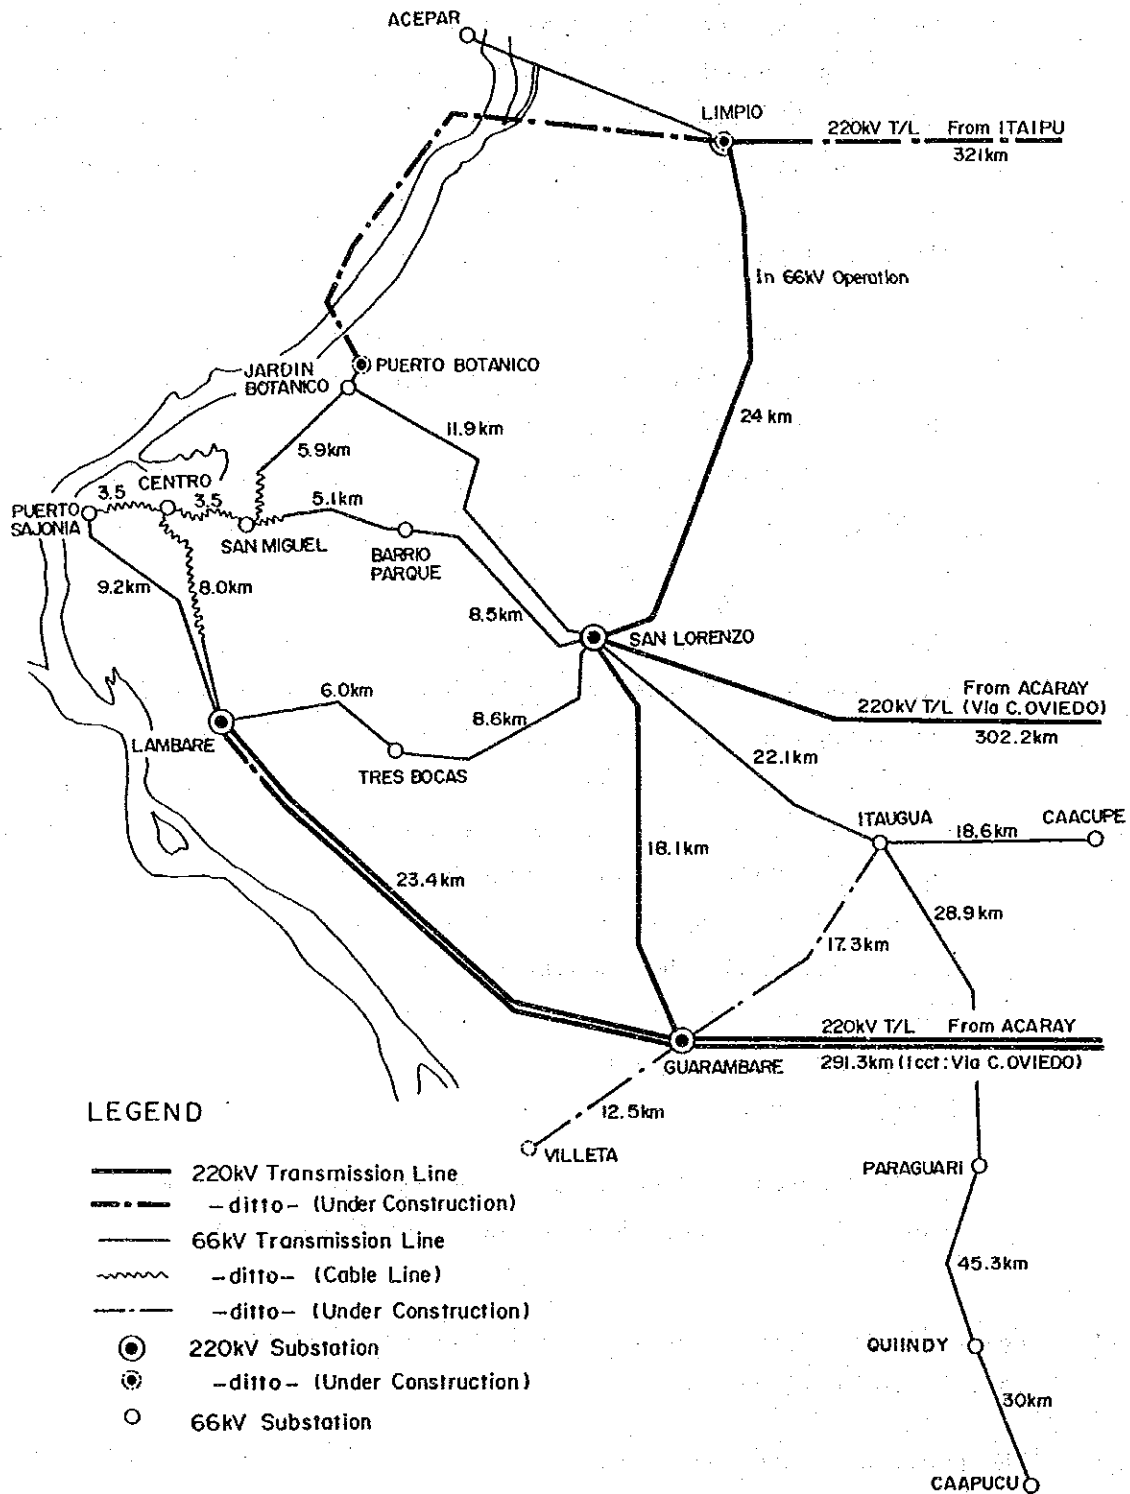 ACEPAR
LIMPIO
220kV T/L From ITAIPU
321km
In 66kV Operation
JARDIN
BOTANICO
PUERTO BOTANICO
24 km
11.9km
5.9km
CENTRO
3.5
3.5
5.1km
PUERTO
SAJONIA
SAN MIGUEL
BARRIO
PARQUE
9.2km
8.0km
8.5km
SAN LORENZO
6.0km
From ACARAY
220kV T/L (Via C.OVIEDO)
302.2km
8.6km
LAMBARE
TRES BOCAS
22.1km
ITAUGUA
CAACUPE
18.6km
18.1km
23.4km
28.9km
17.3km
220kV T/L From ACARAY
291.3km (1cct: Via C.OVIEDO)
GUARAMBARE
12.5km
VILLETA
PARAGUARI
45.3km
QUIINDY
30km
CAAPUCU
LEGEND
220kV Transmission Line
-ditto- (Under Construction)
66kV Transmission Line
-ditto- (Cable Line)
-ditto- (Under Construction)
220kV Substation
-ditto- (Under Construction)
66kV Substation